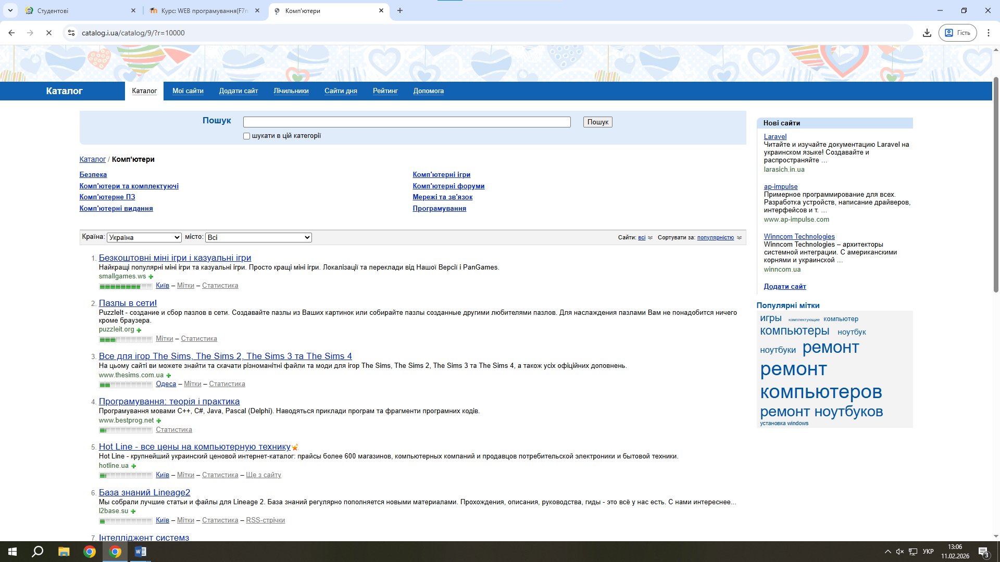 Студентові
Курс: WEB програмування(F7п
Комп'ютери
catalog.i.ua/catalog/9/?r=10000
Гість
Каталог
Каталог
Мої сайти
Додати сайт
Лічильники
Сайти дня
Рейтинг
Допомога
Пошук
Пошук
шукати в цій категорії
Каталог / Комп'ютери
Безпека
Комп'ютери та комплектуючі
Комп'ютерне ПЗ
Комп'ютерні видання
Комп'ютерні ігри
Комп'ютерні форуми
Мережі та зв'язок
Програмування
Країна: Україна місто: Всі
Сайти: всі Сортувати за: популярністю
1. Безкоштовні міні ігри і казуальні ігри
Найкращі популярні міні ігри та казуальні ігри. Просто кращі міні ігри. Локалізації та переклади від Нашої Версії і PanGames.
smallgames.ws
Київ – Мітки – Статистика
2. Пазлы в сети!
PuzzleIt - создание и сбор пазлов в сети. Создавайте пазлы из Ваших картинок или собирайте пазлы созданные другими любителями пазлов. Для наслаждения пазлами Вам не понадобится ничего
кроме браузера.
puzzleit.org
Мітки – Статистика
3. Все для ігор The Sims, The Sims 2, The Sims 3 та The Sims 4
На цьому сайті ви можете знайти та скачати різноманітні файли та моди для ігор The Sims, The Sims 2, The Sims 3 та The Sims 4, а також усіх офіційних доповнень.
www.thesims.com.ua
Одеса – Мітки – Статистика
4. Програмування: теорія і практика
Програмування мовами C++, C#, Java, Pascal (Delphi). Наводяться приклади програм та фрагменти програмних кодів.
www.bestprog.net
Статистика
5. Hot Line - все цены на компьютерную технику
Hot Line - крупнейший украинский ценовой интернет-каталог: прайсы более 600 магазинов, компьютерных компаний и продавцов потребительской электроники и бытовой техники.
hotline.ua
Київ – Мітки – Статистика – Ще з сайту
6. База знаний Lineage2
Мы собрали лучшие статьи и файлы для Lineage 2. База знаний регулярно пополняется новыми материалами. Прохождения, описания, руководства, гиды - это всё у нас есть. С нами интереснее...
l2base.su
Київ – Мітки – Статистика – RSS-стрічки
7. Інтелліджент системз
Нові сайти
Laravel
Читайте и изучайте документацию Laravel на
украинском языке! Создавайте и
распространяйте ...
larasich.in.ua
ap-impulse
Примерное программирование для всех.
Разработка устройств, написание драйверов,
интерфейсов и т. ...
www.ap-impulse.com
Winncom Technologies
Winncom Technologies – архитекторы
системной интеграции. С американскими
корнями и украинской ...
winncom.ua
Додати сайт
Популярні мітки
игры комплектующие компьютер
компьютеры ноутбук
ноутбуки ремонт
ремонт
компьютеров
ремонт ноутбуков
установка windows
УКР
13:06
11.02.2026
3